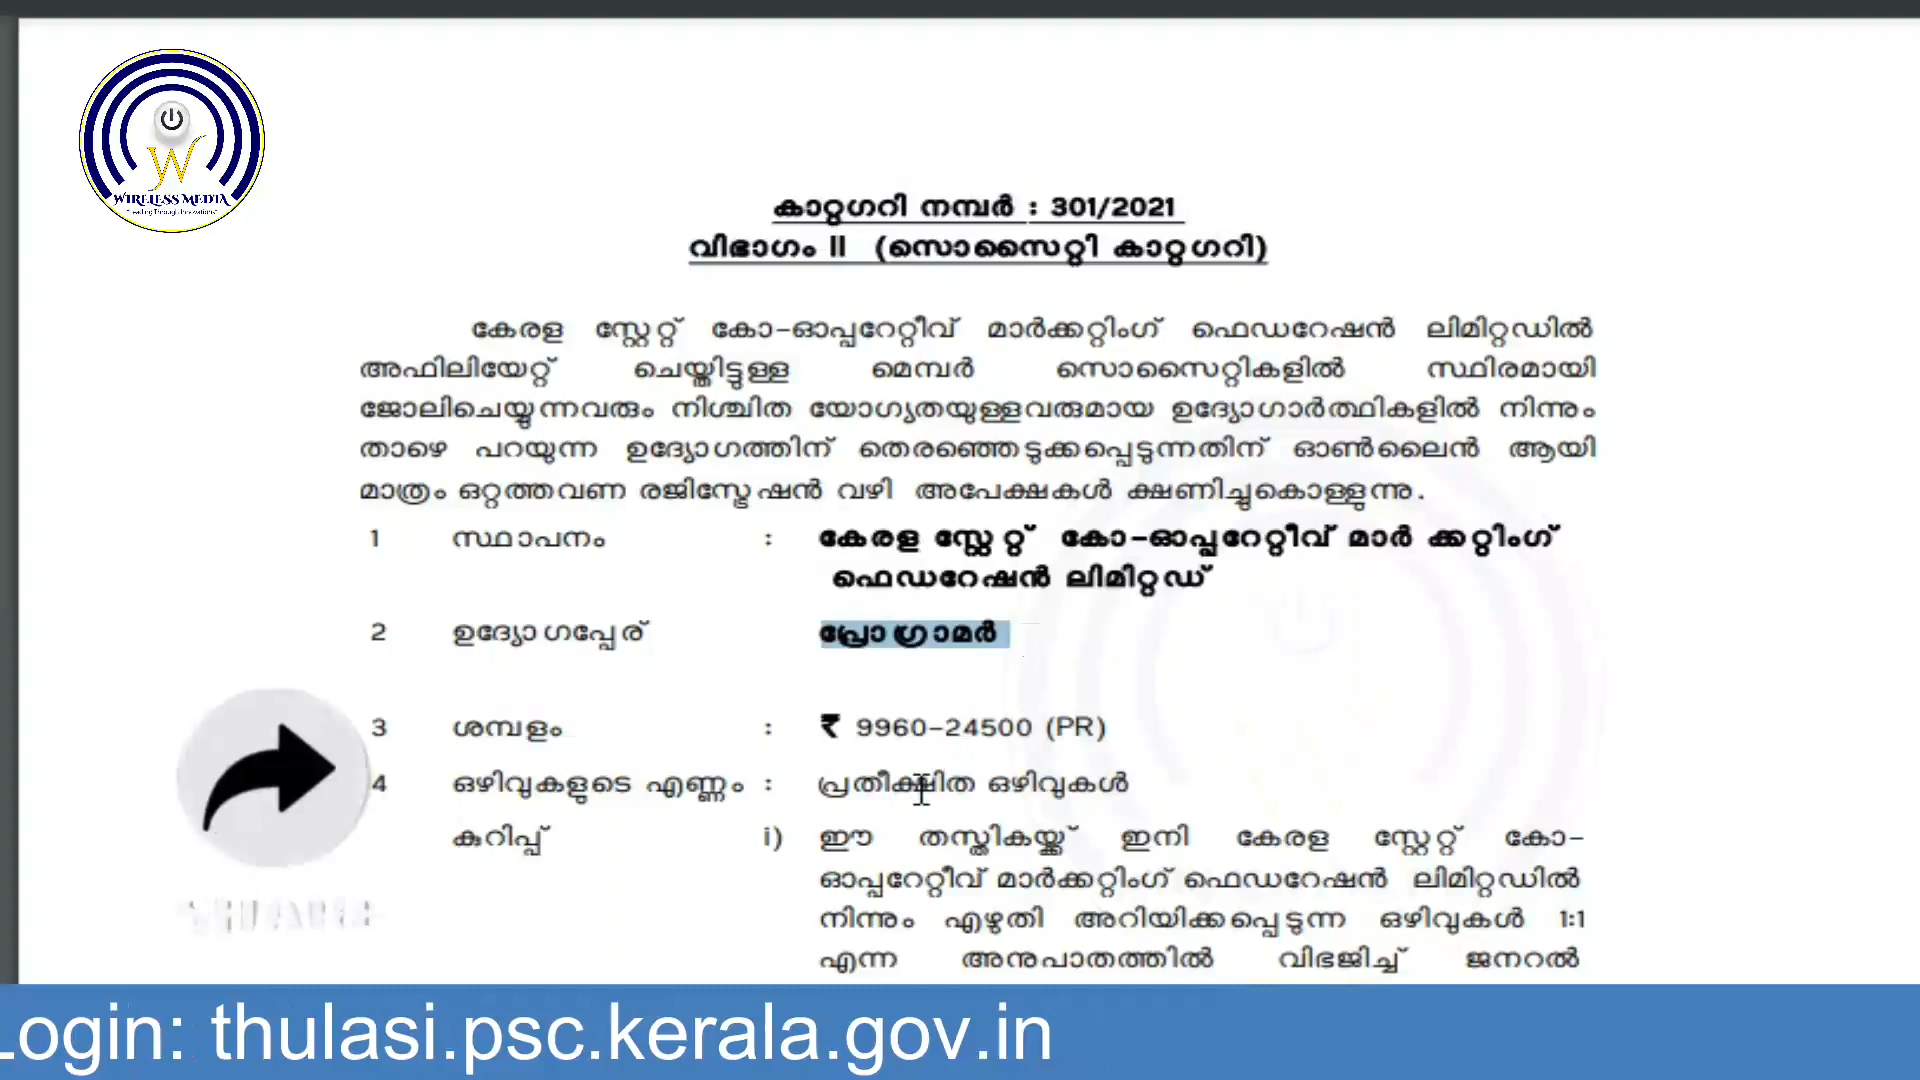 WIRELESS MEDIA
"Leading Through Innovations"
കാറ്റഗറി നമ്പർ : 301/2021
വിഭാഗം II (സൊസൈറ്റി കാറ്റഗറി)
കേരള സ്റ്റേറ്റ് കോ-ഓപ്പറേറ്റീവ് മാർക്കറ്റിംഗ് ഫെഡറേഷൻ ലിമിറ്റഡിൽ
അഫിലിയേറ്റ് ചെയ്തിട്ടുള്ള മെമ്പർ സൊസൈറ്റികളിൽ സ്ഥിരമായി
ജോലിചെയ്യുന്നവരും നിശ്ചിത യോഗ്യതയുള്ളവരുമായ ഉദ്യോഗാർത്ഥികളിൽ നിന്നും
താഴെ പറയുന്ന ഉദ്യോഗത്തിന് തെരഞ്ഞെടുക്കപ്പെടുന്നതിന് ഓൺലൈൻ ആയി
മാത്രം ഒറ്റത്തവണ രജിസ്ട്രേഷൻ വഴി അപേക്ഷകൾ ക്ഷണിച്ചുകൊള്ളുന്നു.
1 സ്ഥാപനം : കേരള സ്റ്റേറ്റ് കോ-ഓപ്പറേറ്റീവ് മാർ ക്കറ്റിംഗ്
ഫെഡറേഷൻ ലിമിറ്റഡ്
2 ഉദ്യോഗപ്പേര് പ്രോഗ്രാമർ
3 ശമ്പളം : ₹ 9960-24500 (PR)
4 ഒഴിവുകളുടെ എണ്ണം : പ്രതീക്ഷിത ഒഴിവുകൾ
കുറിപ്പ് i) ഈ തസ്തികയ്ക്ക് ഇനി കേരള സ്റ്റേറ്റ് കോ-
ഓപ്പറേറ്റീവ് മാർക്കറ്റിംഗ് ഫെഡറേഷൻ ലിമിറ്റഡിൽ
നിന്നും എഴുതി അറിയിക്കപ്പെടുന്ന ഒഴിവുകൾ 1:1
എന്ന അനുപാതത്തിൽ വിഭജിച്ച് ജനറൽ
Login: thulasi.psc.kerala.gov.in